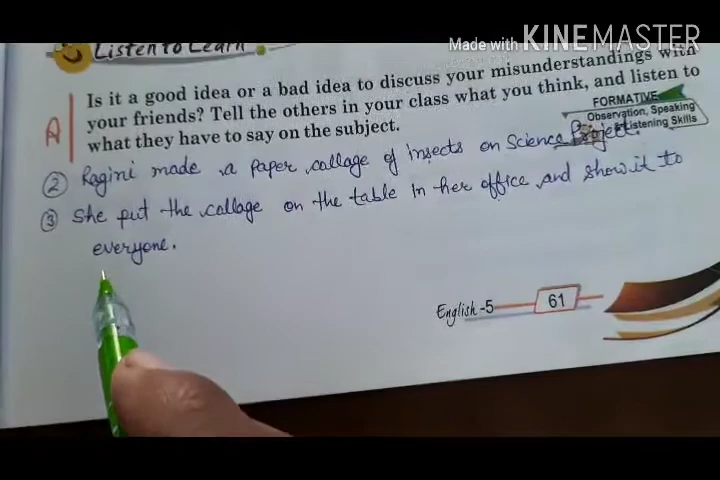 Made with KINEMASTER
Listen to Learn
Is it a good idea or a bad idea to discuss your misunderstandings with
your friends? Tell the others in your class what you think, and listen to
what they have to say on the subject.
A
FORMATIVE
Observation, Speaking
& Listening Skills
② Ragini made a paper collage of insects on Science Project.
③ She put the collage on the table in her office and show it to
everyone.
English-5
61